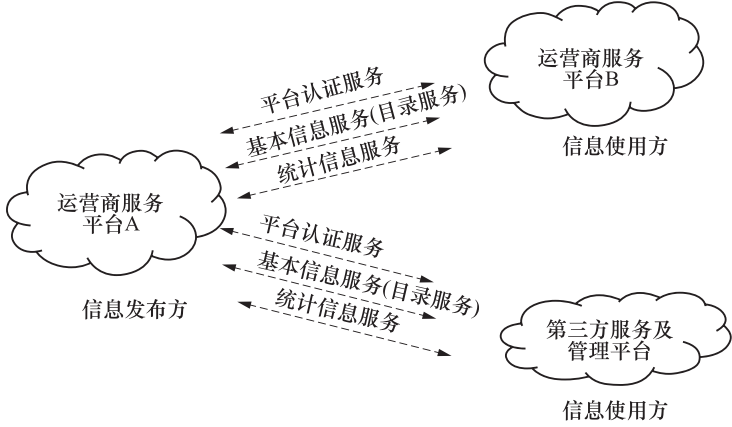 运营商服务
平台B
信息使用方
平台认证服务
基本信息服务(目录服务)
统计信息服务
运营商服务
平台A
信息发布方
平台认证服务
基本信息服务(目录服务)
统计信息服务
第三方服务及
管理平台
信息使用方